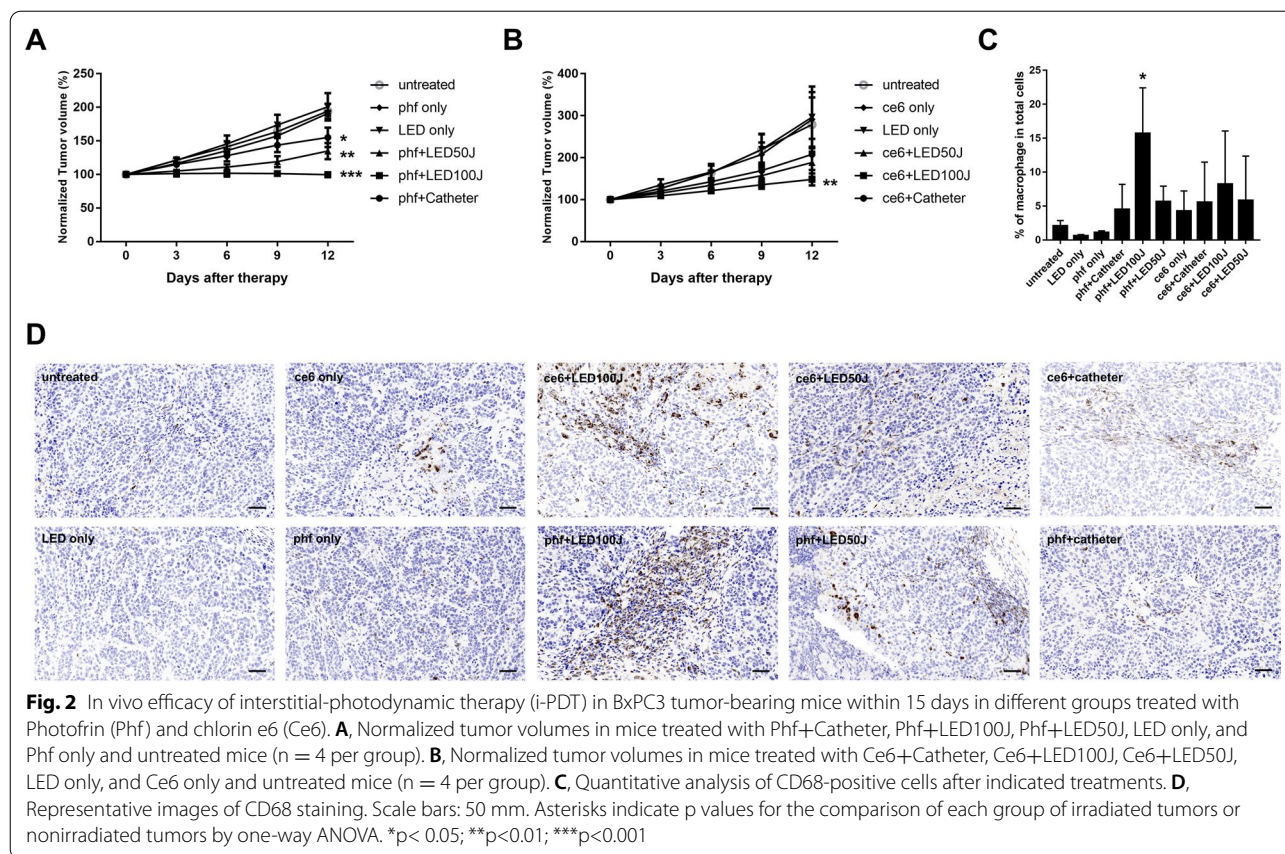 A
Normalized Tumor volume (%)
250
200
150
100
50
0
0 3 6 9 12
Days after therapy
untreated
phf only
LED only
phf+LED50J
phf+LED100J
phf+Catheter
*
**
***
B
Normalized Tumor volume (%)
400
300
200
100
0
0 3 6 9 12
Days after therapy
untreated
ce6 only
LED only
ce6+LED50J
ce6+LED100J
ce6+Catheter
**
C
% of macrophage in total cells
25
20
15
10
5
0
*
untreated
LED only
phf only
phf+Catheter
phf+LED100J
phf+LED50J
ce6 only
ce6+Catheter
ce6+LED100J
ce6+LED50J
D
untreated
ce6 only
ce6+LED100J
ce6+LED50J
ce6+catheter
LED only
phf only
phf+LED100J
phf+LED50J
phf+catheter
Fig. 2 In vivo efficacy of interstitial-photodynamic therapy (i-PDT) in BxPC3 tumor-bearing mice within 15 days in different groups treated with
Photofrin (Phf) and chlorin e6 (Ce6). A, Normalized tumor volumes in mice treated with Phf+Catheter, Phf+LED100J, Phf+LED50J, LED only, and
Phf only and untreated mice (n = 4 per group). B, Normalized tumor volumes in mice treated with Ce6+Catheter, Ce6+LED100J, Ce6+LED50J,
LED only, and Ce6 only and untreated mice (n = 4 per group). C, Quantitative analysis of CD68-positive cells after indicated treatments. D,
Representative images of CD68 staining. Scale bars: 50 mm. Asterisks indicate p values for the comparison of each group of irradiated tumors or
nonirradiated tumors by one-way ANOVA. *p< 0.05; **p<0.01; ***p<0.001